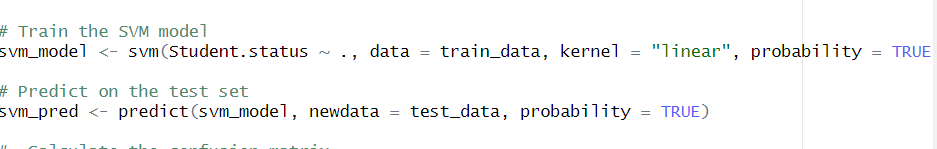 # Train the SVM model
svm_model <- svm(Student.status ~ ., data = train_data, kernel = "linear", probability = TRUE
# Predict on the test set
svm_pred <- predict(svm_model, newdata = test_data, probability = TRUE)
# Calculate the confusion matrix